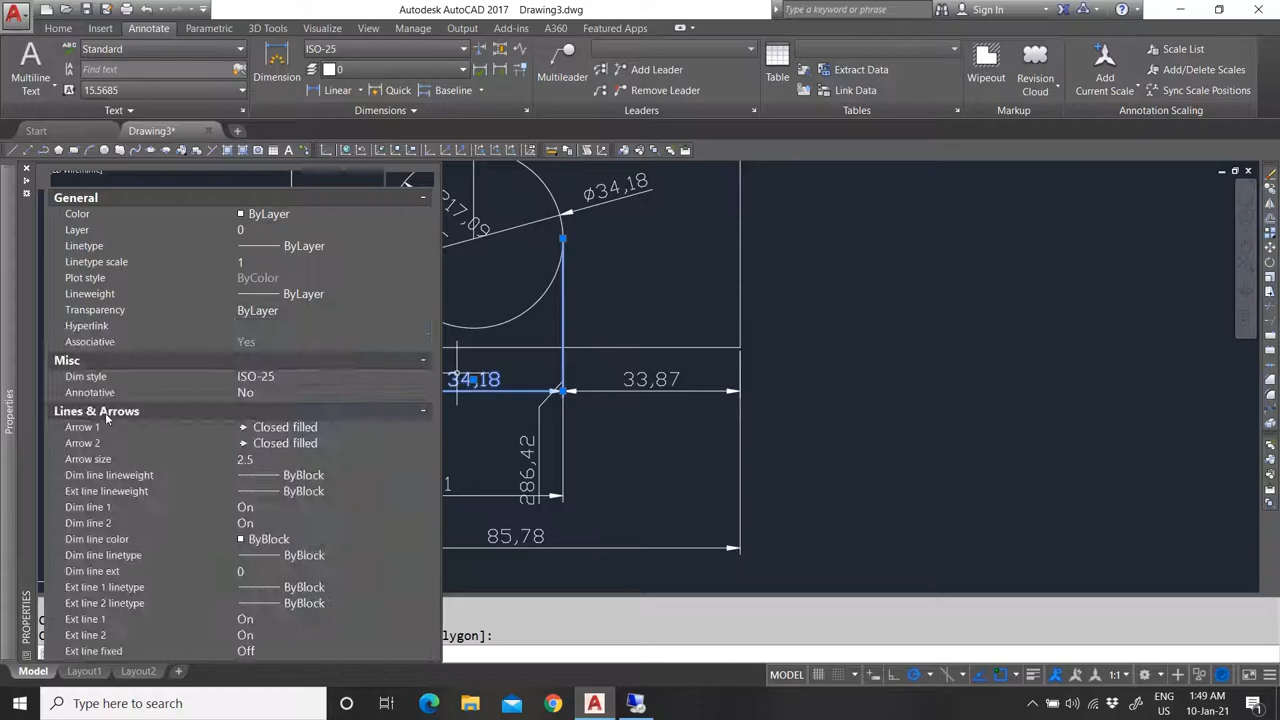 Autodesk AutoCAD 2017 Drawing3.dwg
Type a keyword or phrase
Sign In
Home Insert Annotate Parametric 3D Tools Visualize Manage Output Add-ins A360 Featured Apps
Multiline
Text
Standard
Find text
15.5685
Text
Dimension
ISO-25
0
Linear
Quick
Baseline
Dimensions
Multileader
Add Leader
Remove Leader
Leaders
Table
Extract Data
Link Data
Tables
Wipeout
Revision
Cloud
Markup
Add
Current Scale
Scale List
Add/Delete Scales
Sync Scale Positions
Annotation Scaling
Start
Drawing3*
General
Color ByLayer
Layer 0
Linetype ByLayer
Linetype scale 1
Plot style ByColor
Lineweight ByLayer
Transparency ByLayer
Hyperlink
Associative Yes
Misc
Dim style ISO-25
Annotative No
Lines & Arrows
Arrow 1 Closed filled
Arrow 2 Closed filled
Arrow size 2.5
Dim line lineweight ByBlock
Ext line lineweight ByBlock
Dim line 1 On
Dim line 2 On
Dim line color ByBlock
Dim line linetype ByBlock
Dim line ext 0
Ext line 1 linetype ByBlock
Ext line 2 linetype ByBlock
Ext line 1 On
Ext line 2 On
Ext line fixed Off
Properties
PROPERTIES
ø34,18
17,09
34,18
33,87
286,42
1
85,78
lygon]:
Model Layout1 Layout2
MODEL
1:1
Type here to search
ENG
US
1:49 AM
10-Jan-21
1